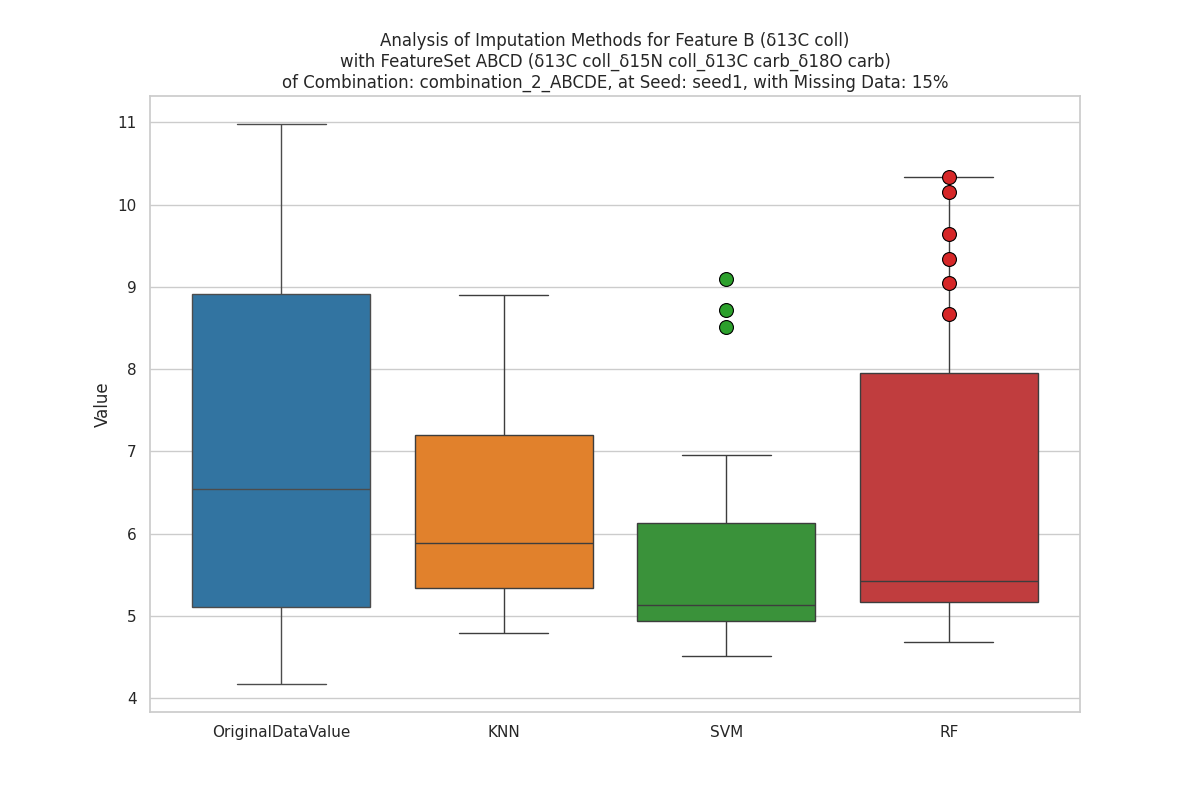 Analysis of Imputation Methods for Feature B (δ13C coll)
with FeatureSet ABCD (δ13C coll_δ15N coll_δ13C carb_δ18O carb)
of Combination: combination_2_ABCDE, at Seed: seed1, with Missing Data: 15%
Value
11
10
9
8
7
6
5
4
OriginalDataValue
KNN
SVM
RF